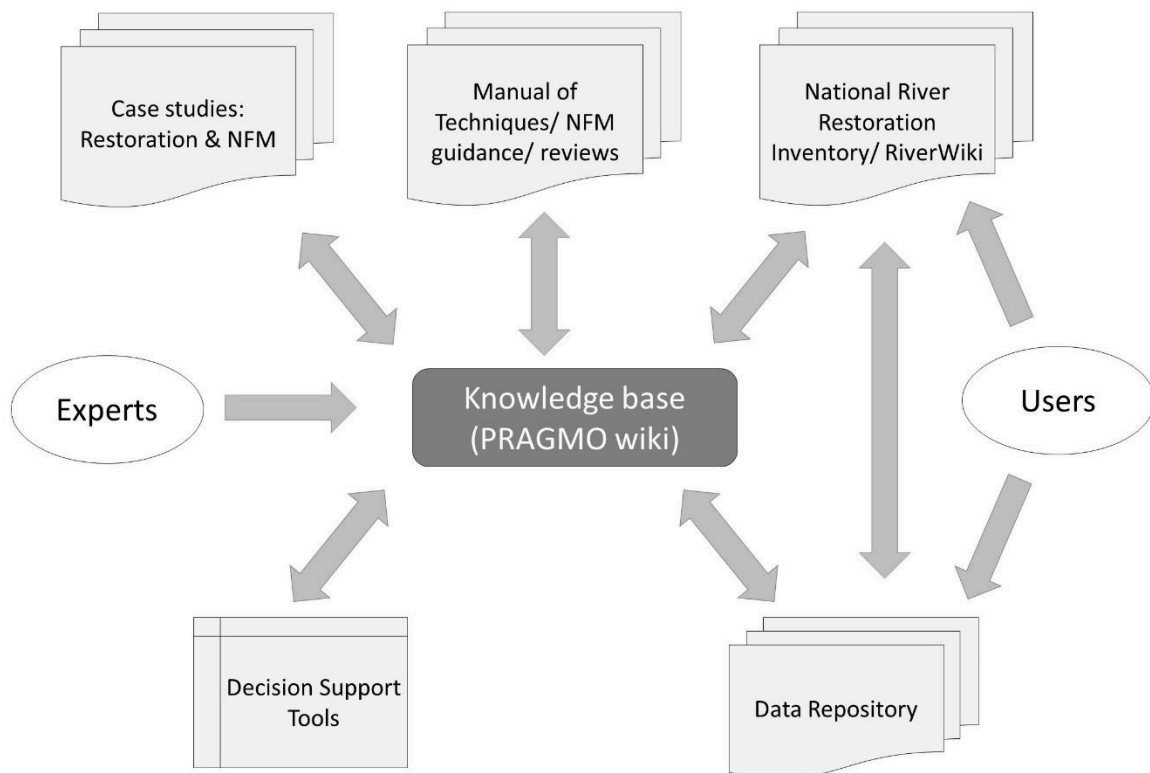 Case studies:
Restoration & NFM
Manual of
Techniques/ NFM
guidance/ reviews
National River
Restoration
Inventory/ RiverWiki
Experts
Knowledge base
(PRAGMO wiki)
Users
Decision Support
Tools
Data Repository